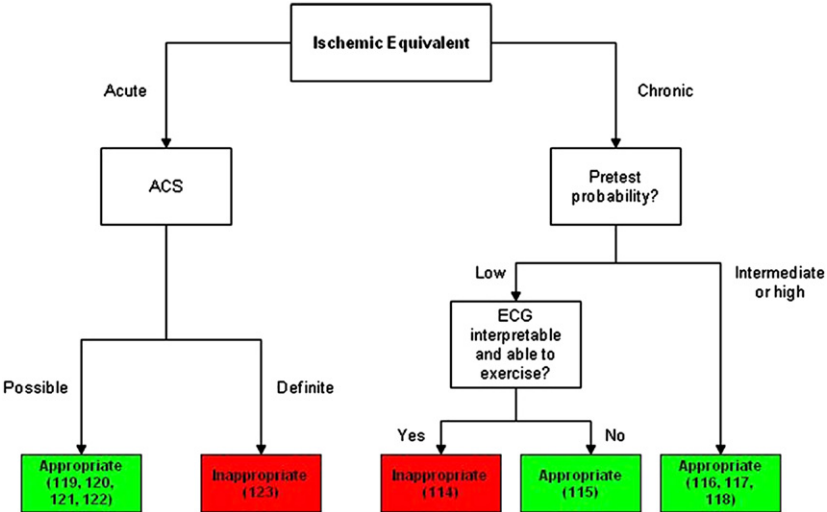 Ischemic Equivalent
Acute
Chronic
ACS
Pretest
probability?
Low
Intermediate
or high
ECG
interpretable
and able to
exercise?
Possible
Definite
Yes
No
Appropriate
(119, 120,
121, 122)
Inappropriate
(123)
Inappropriate
(114)
Appropriate
(115)
Appropriate
(116, 117,
118)